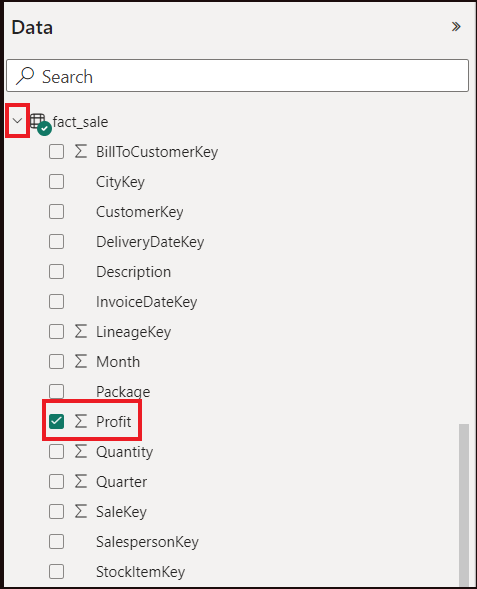 Data
Search
fact_sale
BillToCustomerKey
CityKey
CustomerKey
DeliveryDateKey
Description
InvoiceDateKey
LineageKey
Month
Package
Profit
Quantity
Quarter
SaleKey
SalespersonKey
StockItemKey